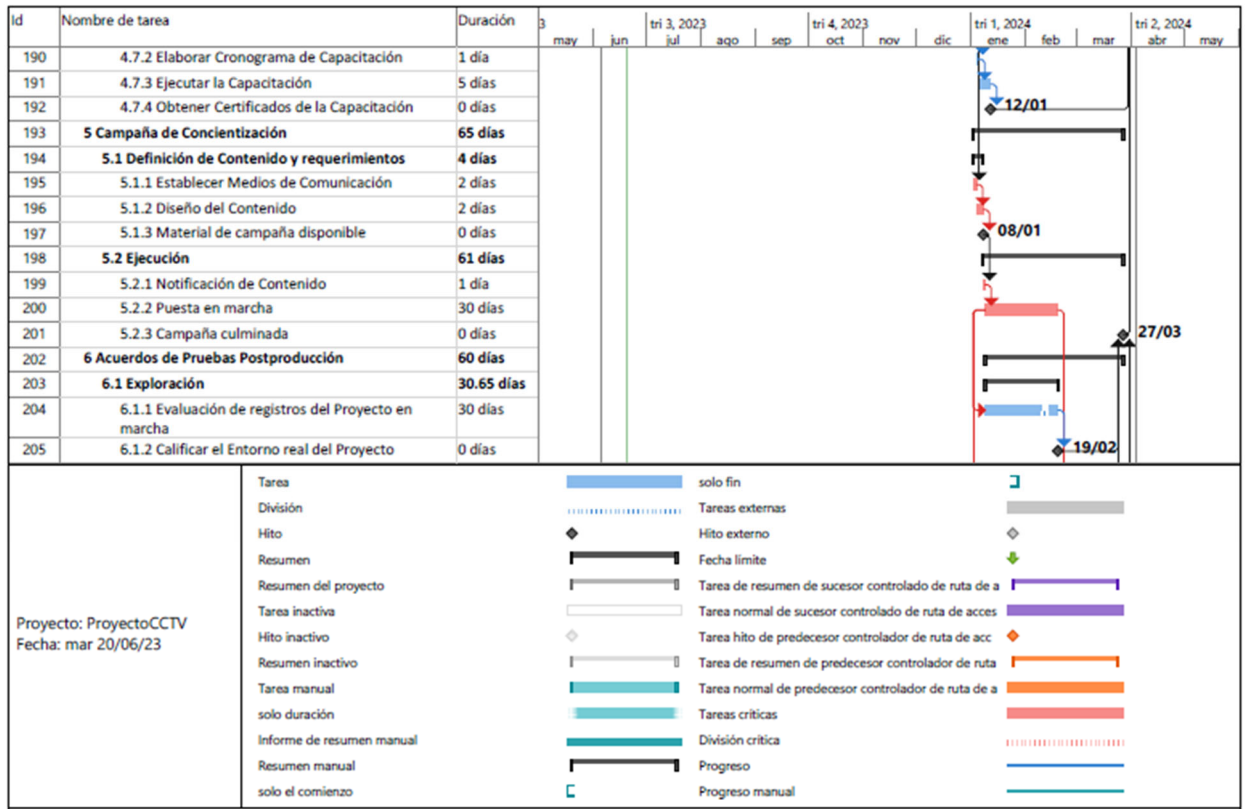 Id Nombre de tarea Duración 3 tri 3, 2023 tri 4, 2023 tri 1, 2024 tri 2, 2024
may jun jul ago sep oct nov dic ene feb mar abr may
190 4.7.2 Elaborar Cronograma de Capacitación 1 día
191 4.7.3 Ejecutar la Capacitación 5 días
192 4.7.4 Obtener Certificados de la Capacitación 0 días 12/01
193 5 Campaña de Concientización 65 días
194 5.1 Definición de Contenido y requerimientos 4 días
195 5.1.1 Establecer Medios de Comunicación 2 días
196 5.1.2 Diseño del Contenido 2 días
197 5.1.3 Material de campaña disponible 0 días 08/01
198 5.2 Ejecución 61 días
199 5.2.1 Notificación de Contenido 1 día
200 5.2.2 Puesta en marcha 30 días
201 5.2.3 Campaña culminada 0 días 27/03
202 6 Acuerdos de Pruebas Postproducción 60 días
203 6.1 Exploración 30.65 días
204 6.1.1 Evaluación de registros del Proyecto en 30 días
marcha
205 6.1.2 Calificar el Entorno real del Proyecto 0 días 19/02
Proyecto: ProyectoCCTV
Fecha: mar 20/06/23
Tarea
División
Hito
Resumen
Resumen del proyecto
Tarea inactiva
Hito inactivo
Resumen inactivo
Tarea manual
solo duración
Informe de resumen manual
Resumen manual
solo el comienzo
solo fin
Tareas externas
Hito externo
Fecha límite
Tarea de resumen de sucesor controlado de ruta de a
Tarea normal de sucesor controlado de ruta de acces
Tarea hito de predecesor controlador de ruta de acc
Tarea de resumen de predecesor controlador de ruta
Tarea normal de predecesor controlador de ruta de a
Tareas críticas
División crítica
Progreso
Progreso manual